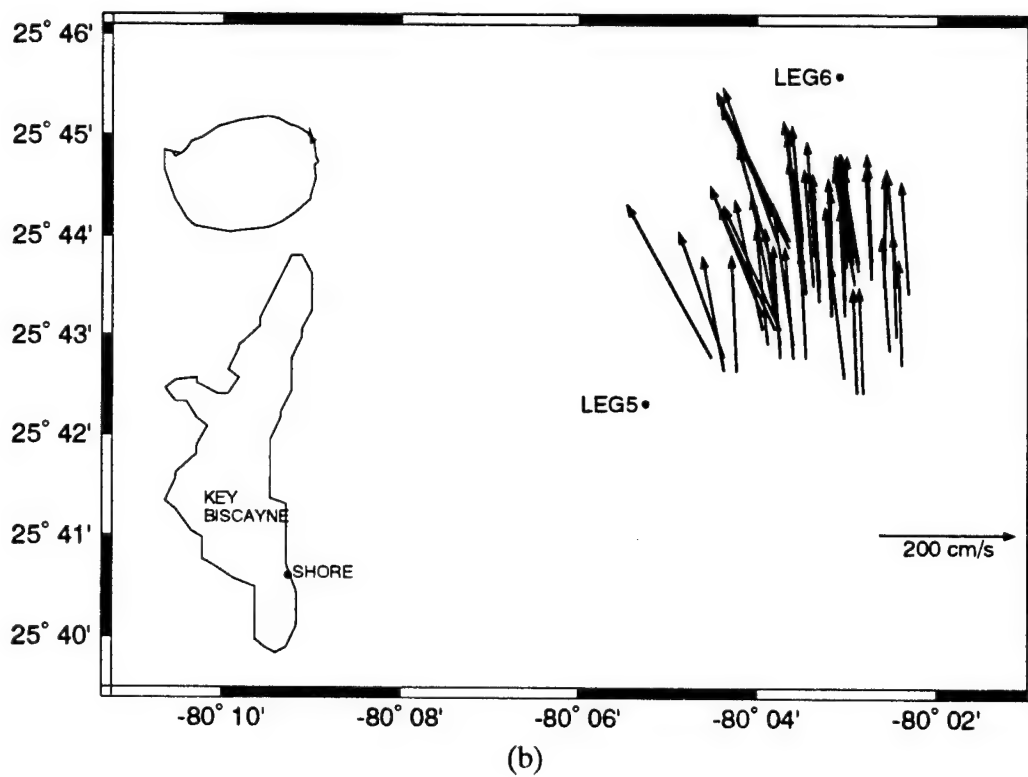 25° 46'
LEG6
25° 45'
25° 44'
25° 43'
LEG5
25° 42'
KEY
BISCAYNE
25° 41'
200 cm/s
SHORE
25° 40'
-80° 10'
-80° 08'
-80° 06'
-80° 04'
-80° 02'
(b)